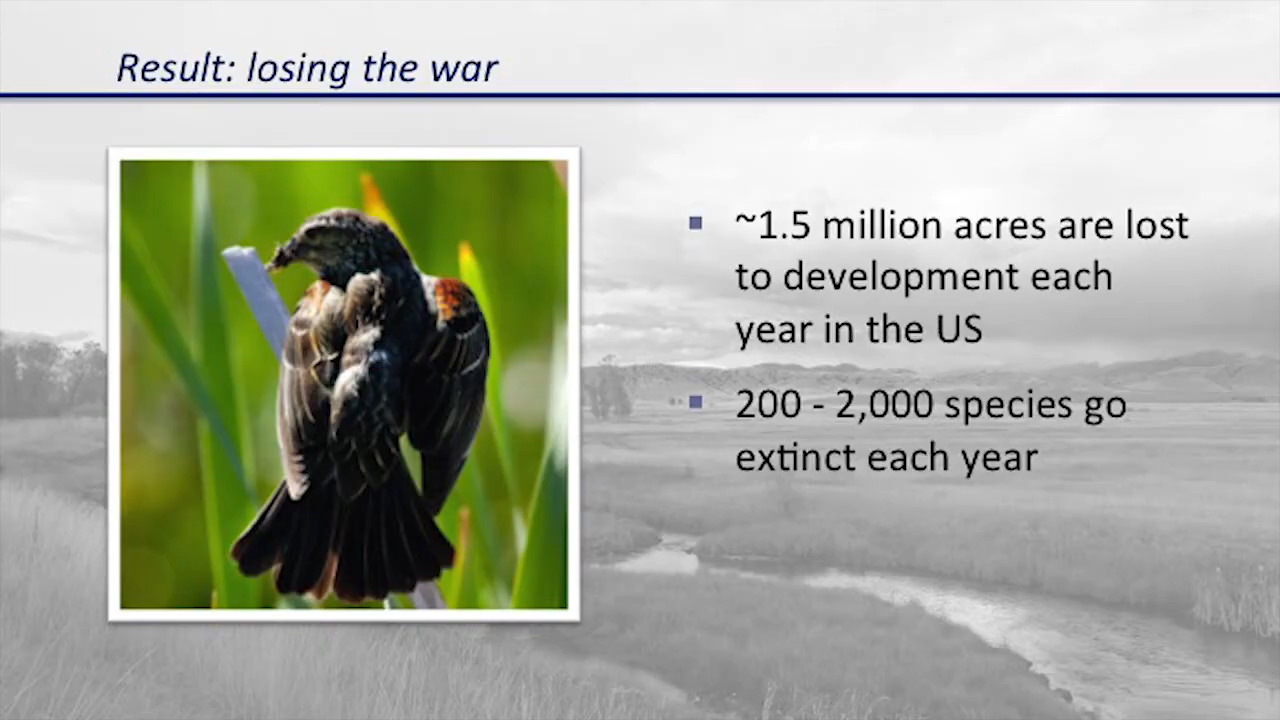 Result: losing the war
~1.5 million acres are lost
to development each
year in the US
200 - 2,000 species go
extinct each year